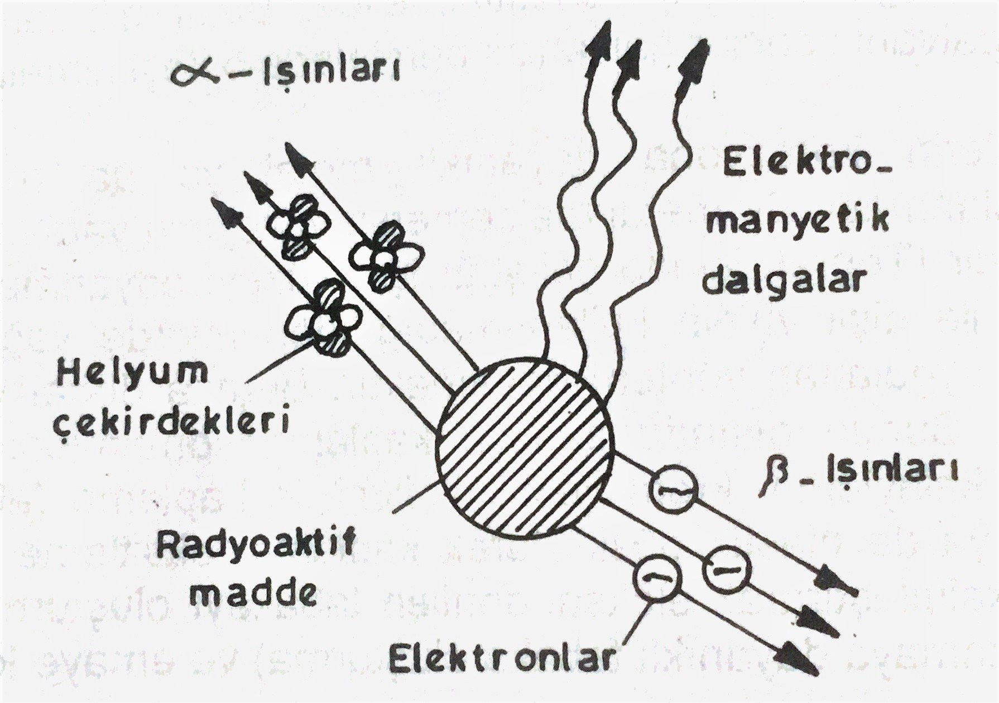 α-Işınları
Elektro-
manyetik
dalgalar
Helyum
çekirdekleri
β-Işınları
Radyoaktif
madde
Elektronlar